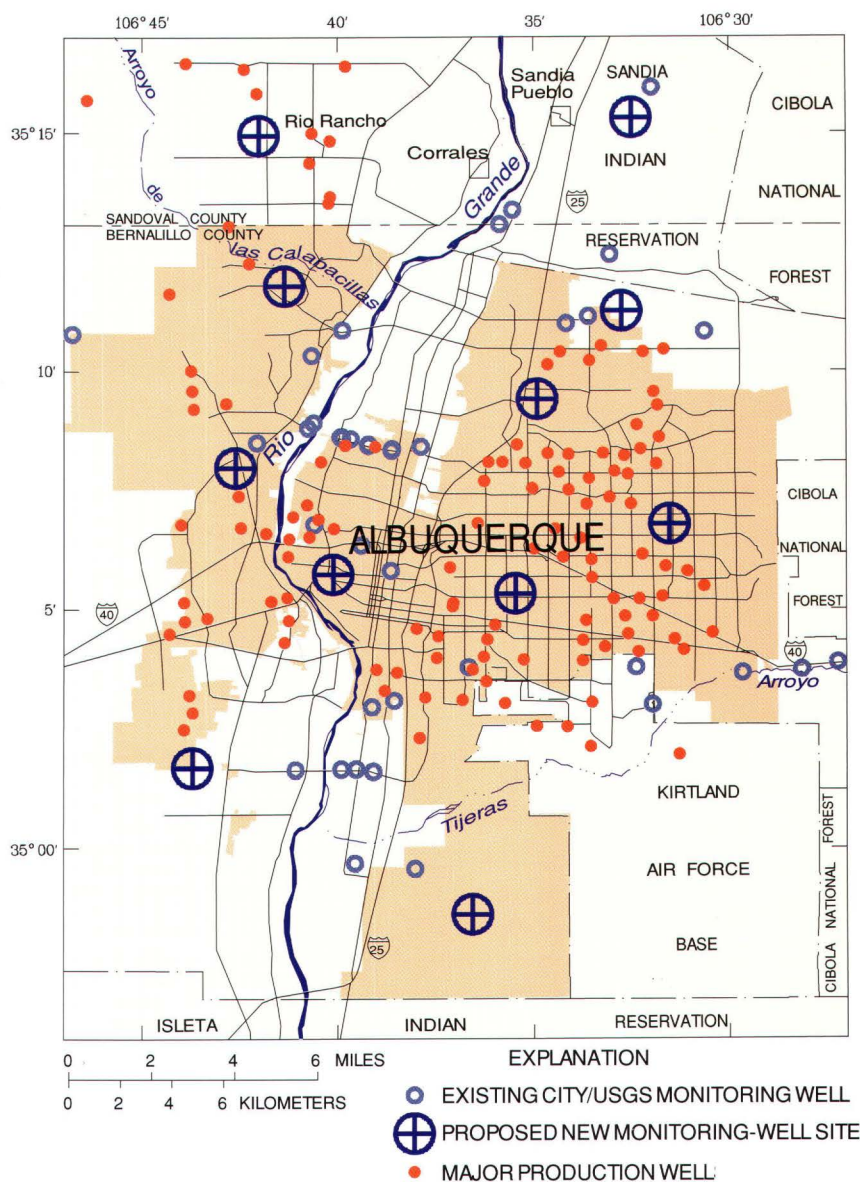 106° 45'
40'
35'
106° 30'
Arroyo
de
las Calabacillas
35° 15'
Rio Rancho
Corrales
Sandia
Pueblo
SANDIA
INDIAN
RESERVATION
CIBOLA
NATIONAL
FOREST
Rio
Grande
25
SANDOVAL COUNTY
BERNALILLO COUNTY
10'
ALBUQUERQUE
CIBOLA
NATIONAL
FOREST
5'
40
40
Arroyo
Tijeras
35° 00'
KIRTLAND
AIR FORCE
BASE
CIBOLA NATIONAL FOREST
25
ISLETA INDIAN RESERVATION
0 2 4 6 MILES
0 2 4 6 KILOMETERS
EXPLANATION
EXISTING CITY/USGS MONITORING WELL
PROPOSED NEW MONITORING-WELL SITE
MAJOR PRODUCTION WELL